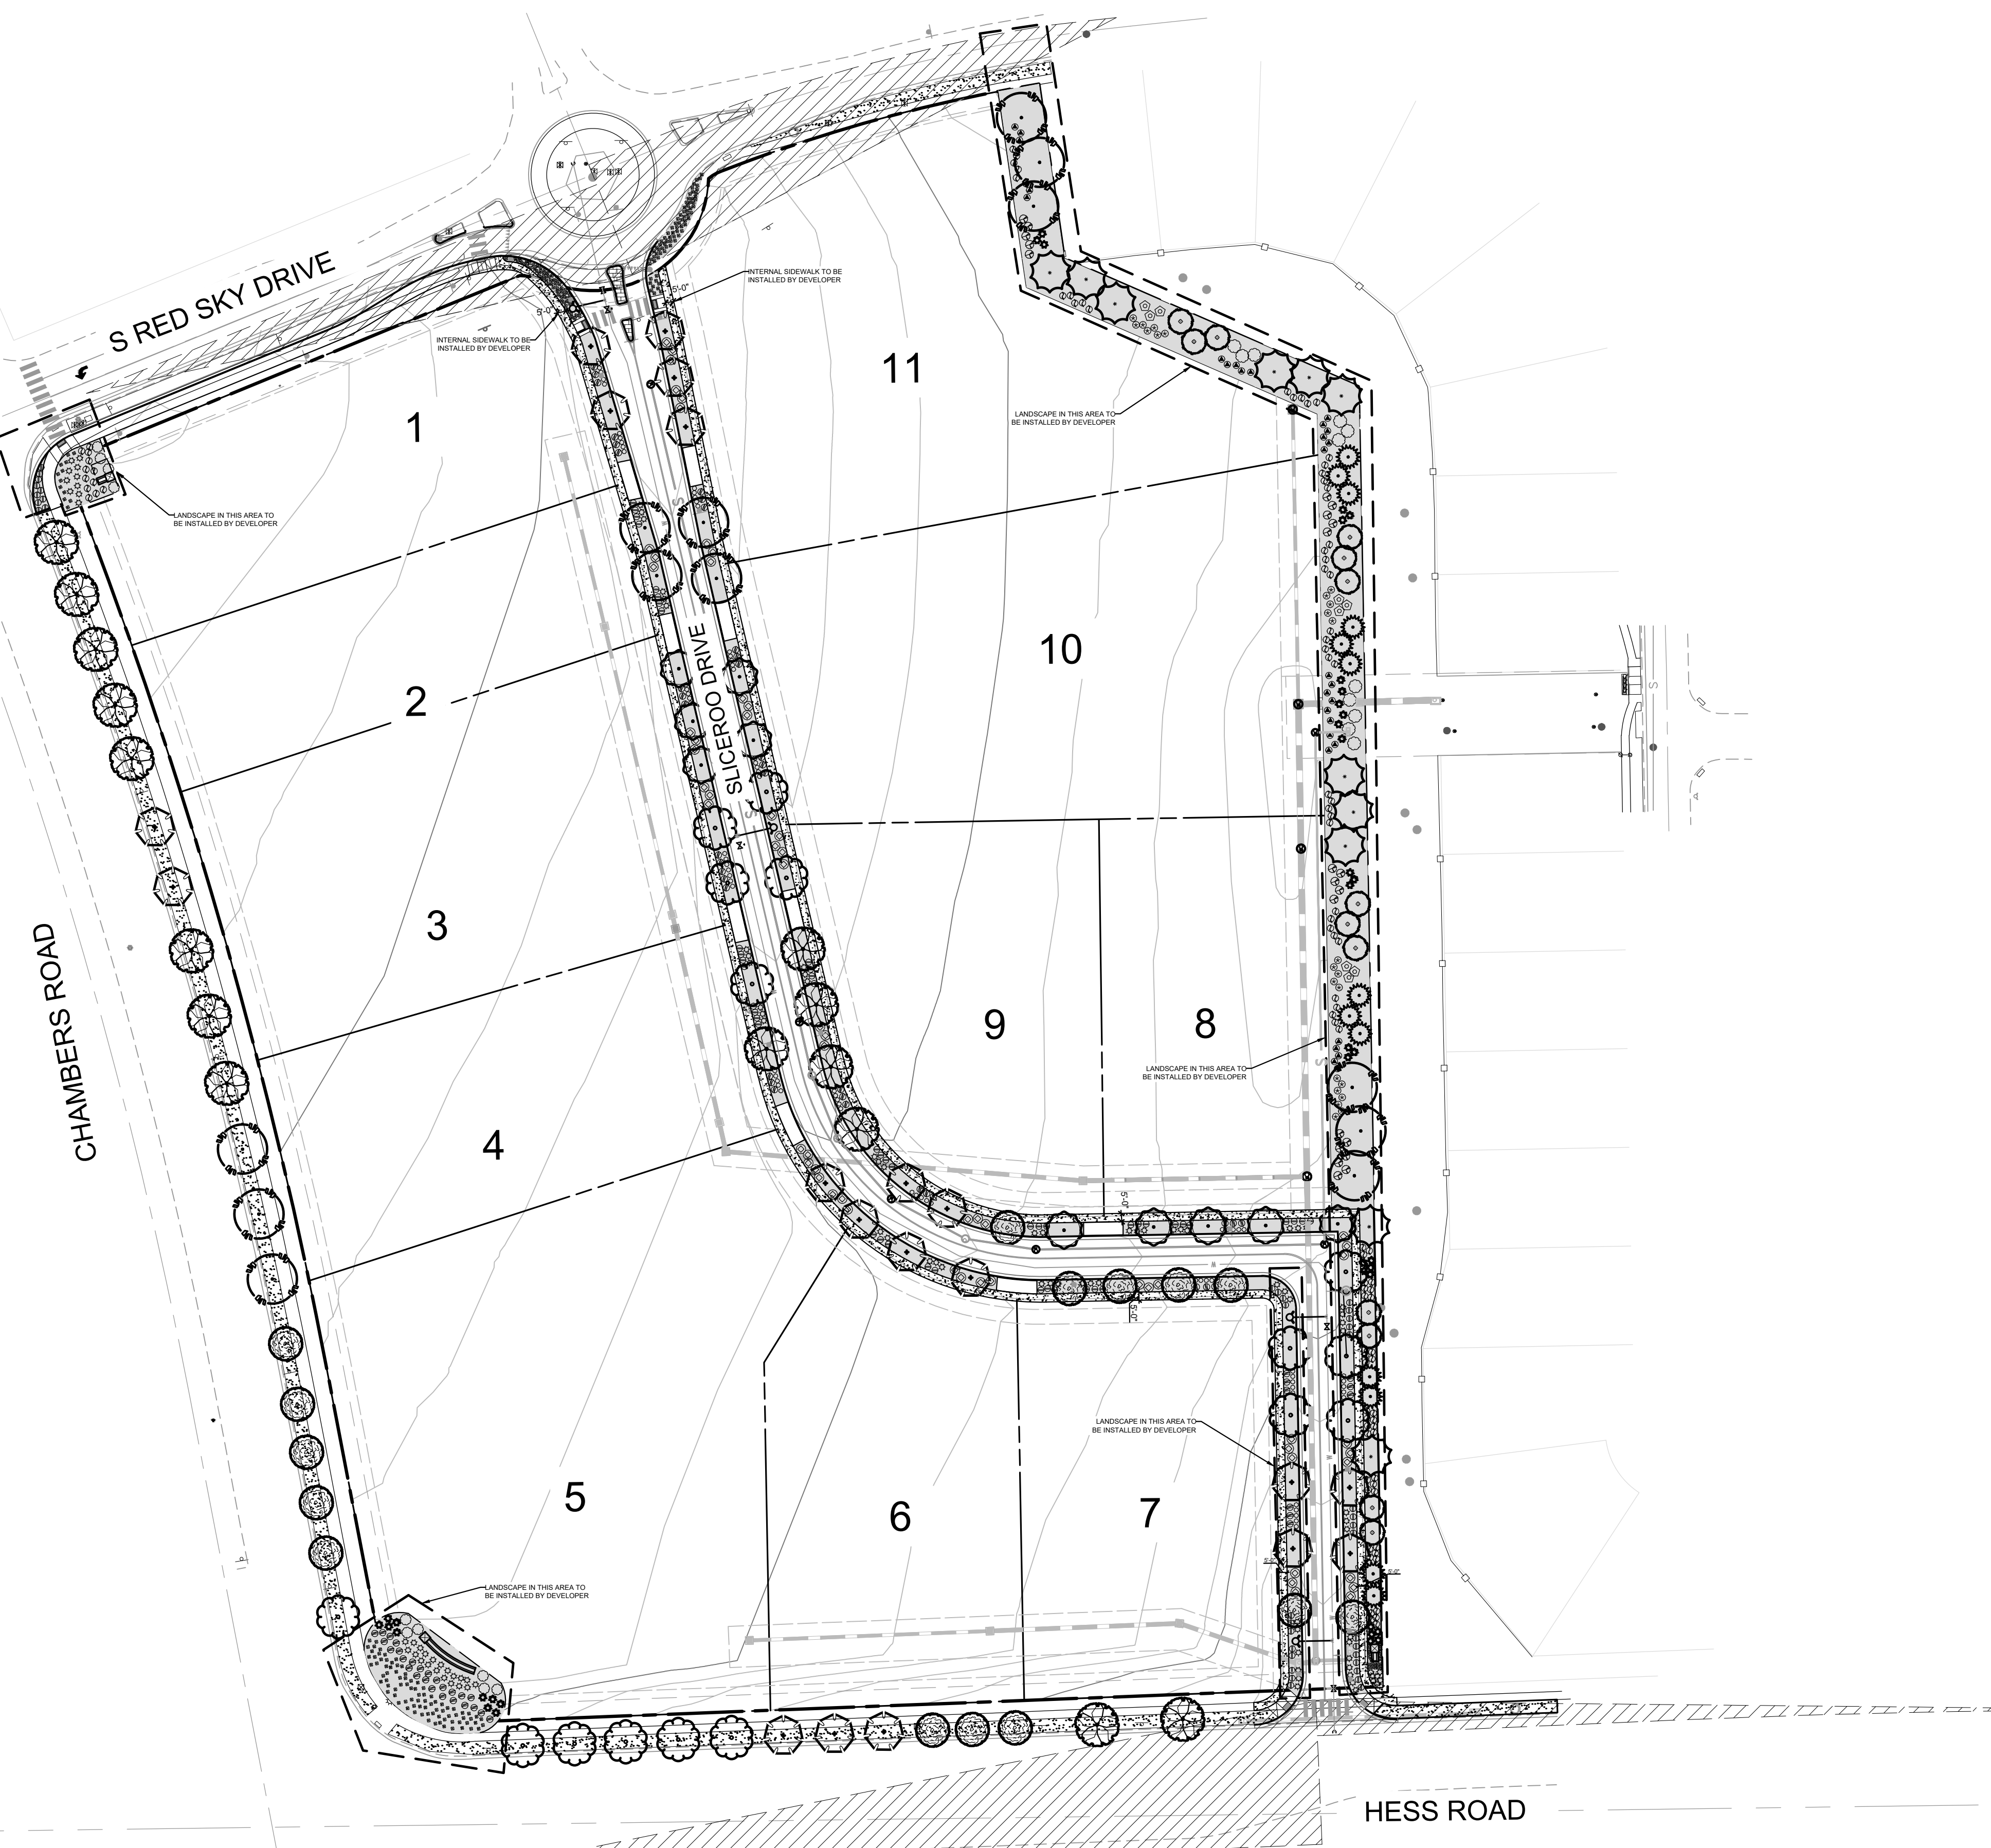 INTERNAL SIDEWALK TO BE
INSTALLED BY DEVELOPER
5'-0"
5'-0"
S RED SKY DRIVE
INTERNAL SIDEWALK TO BE
INSTALLED BY DEVELOPER
11
LANDSCAPE IN THIS AREA TO
BE INSTALLED BY DEVELOPER
1
LANDSCAPE IN THIS AREA TO
BE INSTALLED BY DEVELOPER
S
10
2
SLICEROO DRIVE
S
S
3
CHAMBERS ROAD
9
8
LANDSCAPE IN THIS AREA TO
BE INSTALLED BY DEVELOPER
S
4
5'-0"
5'-0"
LANDSCAPE IN THIS AREA TO
BE INSTALLED BY DEVELOPER
5
6
7
5'-0"
5'-0"
LANDSCAPE IN THIS AREA TO
BE INSTALLED BY DEVELOPER
HESS ROAD